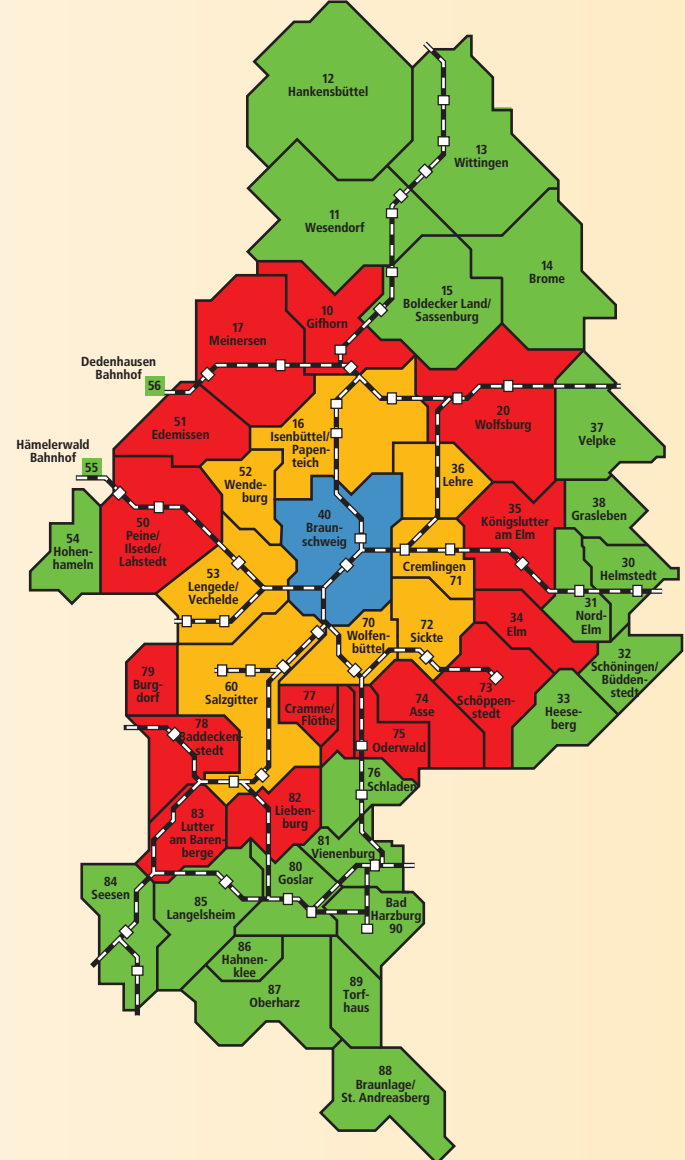 12
Hankensbüttel
13
Wittingen
11
Wesendorf
14
Brome
15
Boldecker Land/
Sassenburg
10
Gifhorn
17
Meinersen
Dedenhausen
Bahnhof
56
51
Edemissen
16
Isenbüttel/
Papen-
teich
20
Wolfsburg
37
Velpke
Hämelerwald
Bahnhof
55
52
Wende-
burg
36
Lehre
50
Peine/
Ilsede/
Lahstedt
40
Braun-
schweig
35
Königslutter
am Elm
38
Grasleben
54
Hohen-
hameln
53
Lengede/
Vechelde
Cremlingen
71
30
Helmstedt
31
Nord-
Elm
70
Wolfen-
büttel
72
Sickte
34
Elm
32
Schöningen/
Büdden-
stedt
79
Burg-
dorf
60
Salzgitter
77
Cramme/
Flöthe
74
Asse
73
Schöppen-
stedt
33
Heese-
berg
78
Baddecken-
stedt
75
Oderwald
76
Schladen
83
Lutter
am Baren-
berge
82
Lieben-
burg
81
Vienenburg
84
Seesen
80
Goslar
85
Langelsheim
Bad
Harzburg
90
86
Hahnen-
klee
87
Oberharz
89
Torf-
haus
88
Braunlage/
St. Andreasberg